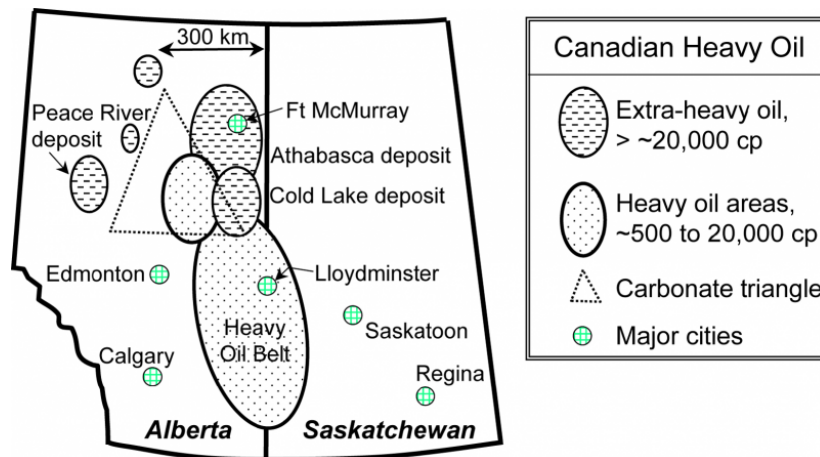 300 km
Peace River
deposit
Ft McMurray
Athabasca deposit
Cold Lake deposit
Edmonton
Lloydminster
Heavy
Oil Belt
Saskatoon
Calgary
Regina
Alberta
Saskatchewan
Canadian Heavy Oil
Extra-heavy oil,
> ~20,000 cp
Heavy oil areas,
~500 to 20,000 cp
Carbonate triangle
Major cities